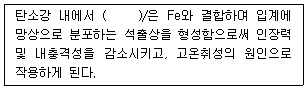 탄소강 내에서 (    )/은 Fe와 결합하여 입계에
망상으로 분포하는 석출상을 형성함으로써 인장력
및 내충격성을 감소시키고, 고온취성의 원인으로
작용하게 된다.